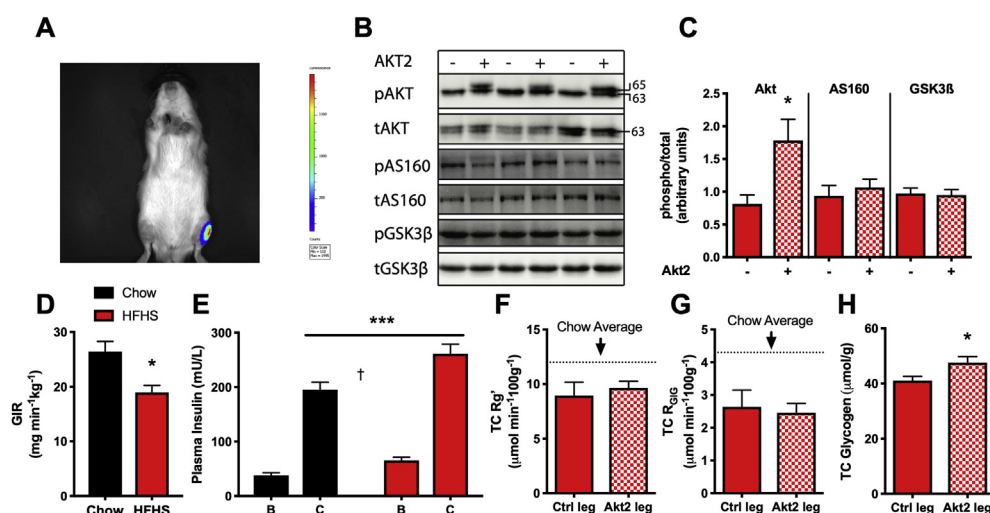 A
Luminescence
B
AKT2
- + - + - +
pAKT
65
63
tAKT
63
pAS160
tAS160
pGSK3β
tGSK3β
C
Akt AS160 GSK3ß
*
phospho/total
(arbitrary units)
2.5
2.0
1.5
1.0
0.5
0.0
Akt2 - + - + - +
D
Chow
HFHS
GIR
(mg min⁻¹kg⁻¹)
30
20
10
0
*
Chow HFHS
E
Plasma Insulin (mU/L)
300
200
100
0
***
†
B C B C
F
Chow Average
TC Rg'
(μmol min⁻¹100g⁻¹)
15
10
5
0
Ctrl leg Akt2 leg
G
Chow Average
TC RGIG
(μmol min⁻¹100g⁻¹)
5
4
3
2
1
0
Ctrl leg Akt2 leg
H
TC Glycogen (μmol/g)
60
40
20
0
*
Ctrl leg Akt2 leg